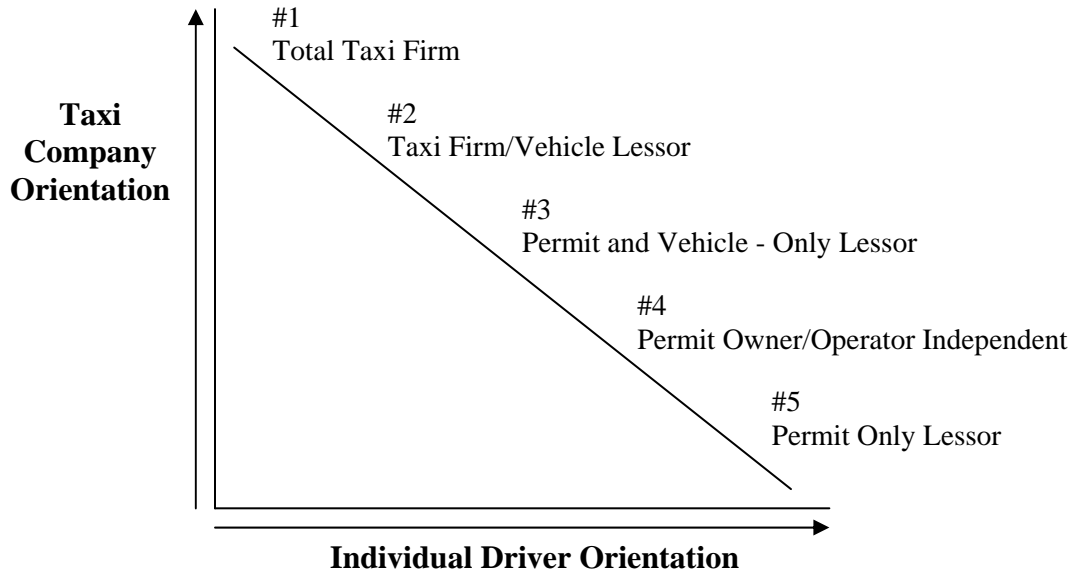 #1
Total Taxi Firm
Taxi
Company
Orientation
#2
Taxi Firm/Vehicle Lessor
#3
Permit and Vehicle - Only Lessor
#4
Permit Owner/Operator Independent
#5
Permit Only Lessor
Individual Driver Orientation